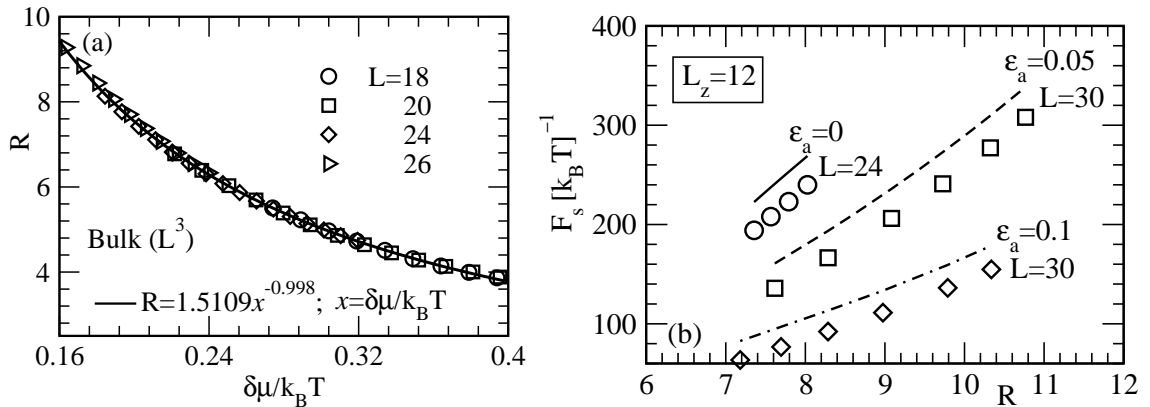 10
8
6
4
R
(a)
L=18
20
24
26
Bulk (L³)
R=1.5109x^-0.998; x=δμ/k_BT
0.16 0.24 0.32 0.4
δμ/k_BT
400
300
200
100
F_s [k_BT]^-1
L_z=12
ε_a=0
L=24
ε_a=0.05
L=30
ε_a=0.1
L=30
(b)
6 7 8 9 10 11 12
R